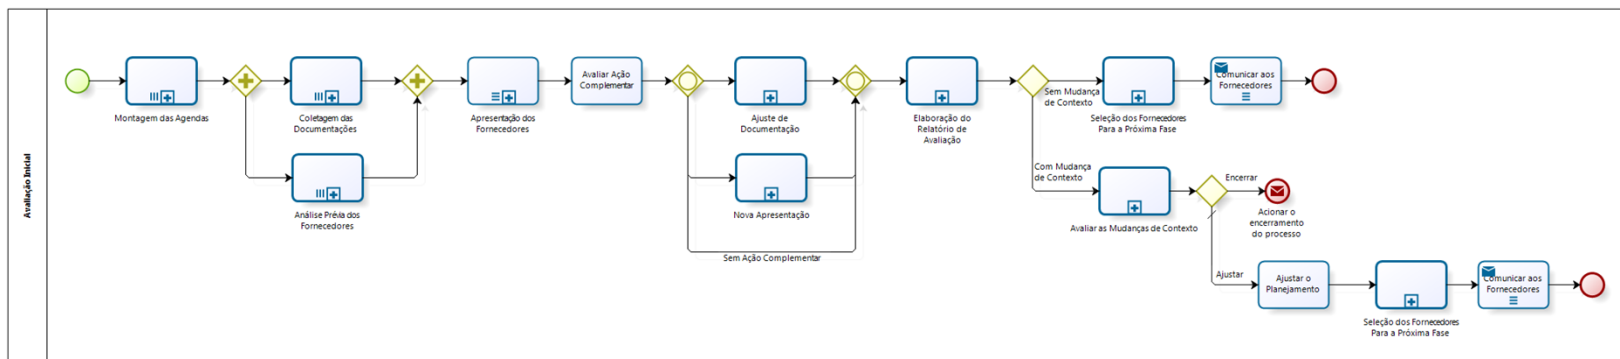 Avaliação Inicial
Montagem das Agendas
Coletagem das
Documentações
Análise Prévia dos
Fornecedores
Apresentação dos
Fornecedores
Avaliar Ação
Complementar
Ajuste de
Documentação
Nova Apresentação
Sem Ação Complementar
Elaboração do
Relatório de
Avaliação
Sem Mudança
de Contexto
Seleção dos Fornecedores
Para a Próxima Fase
Comunicar aos
Fornecedores
Com Mudança
de Contexto
Avaliar as Mudanças de Contexto
Encerrar
Acionar o
encerramento
do processo
Ajustar
Ajustar o
Planejamento
Seleção dos Fornecedores
Para a Próxima Fase
Comunicar aos
Fornecedores